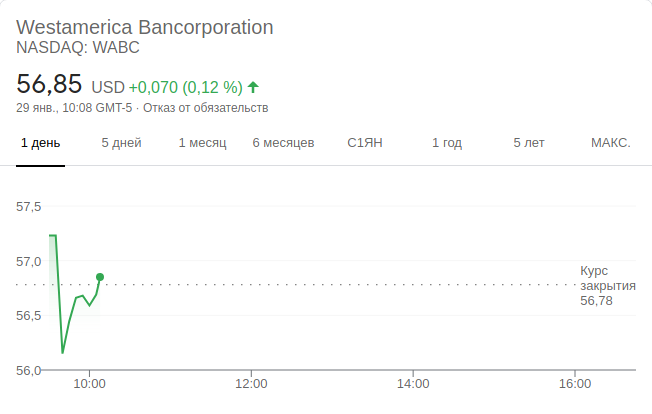 Westamerica Bancorporation
NASDAQ: WABC
56,85 USD +0,070 (0,12 %)
29 янв., 10:08 GMT-5 · Отказ от обязательств
1 день 5 дней 1 месяц 6 месяцев С1ЯН 1 год 5 лет МАКС.
57,5
57,0
56,5
56,0
Курс
закрытия
56,78
10:00 12:00 14:00 16:00